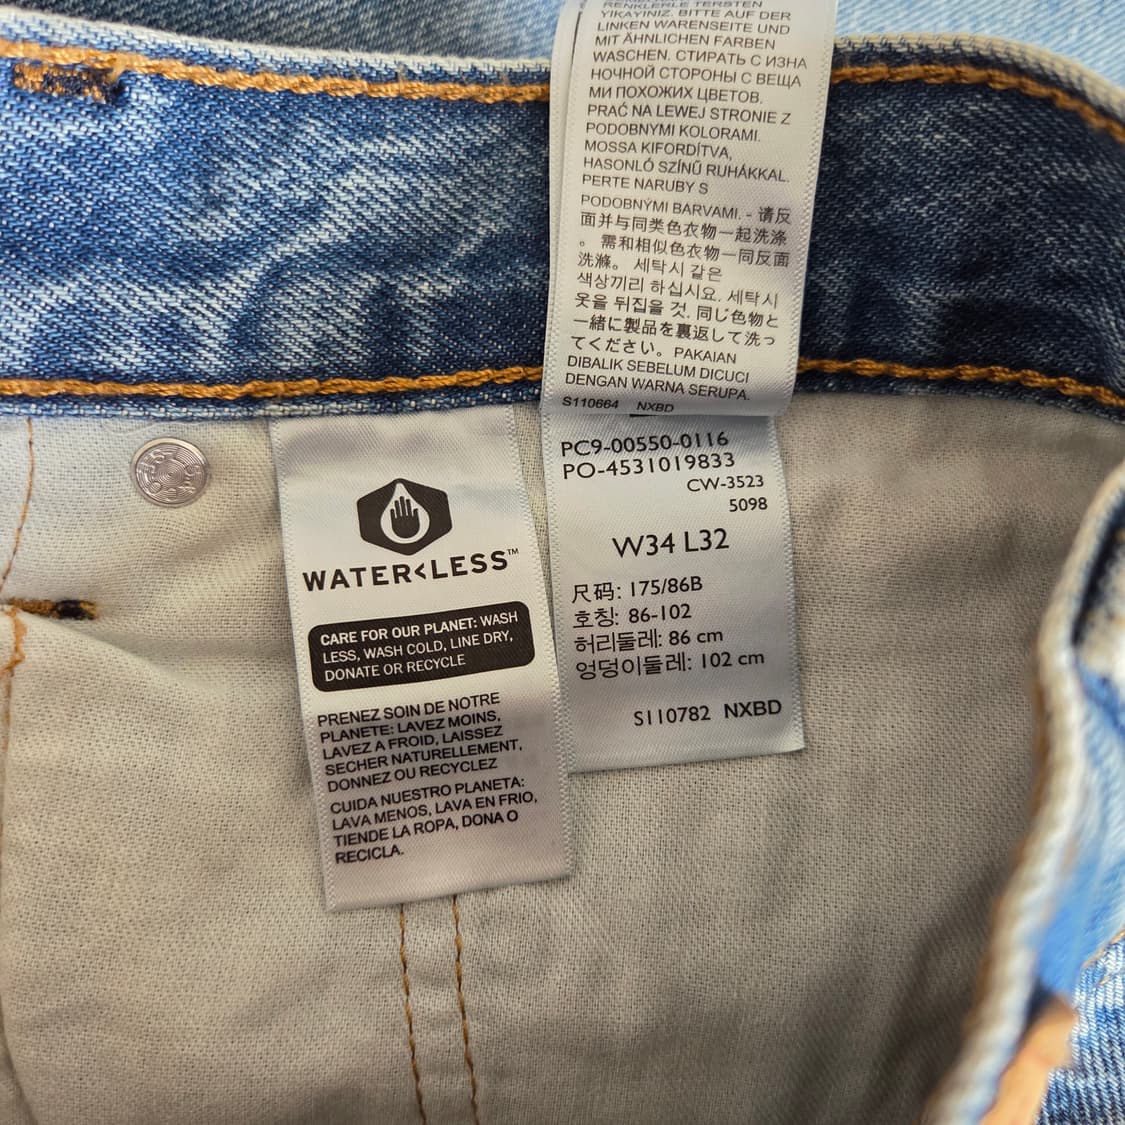 RENKLERLE TERSTEN
YIKAYINIZ. BITTE AUF DER
LINKEN WARENSEITE UND
MIT ÄHNLICHEN FARBEN
WASCHEN. СТИРАТЬ С ИЗНА
НОЧНОЙ СТОРОНЫ С ВЕЩА
МИ ПОХОЖИХ ЦВЕТОВ.
PRAĆ NA LEWEJ STRONIE Z
PODOBNYMI KOLORAMI.
MOSSA KIFORDÍTVA,
HASONLÓ SZÍNŰ RUHÁKKAL.
PERTE NARUBY S
PODOBNÝMI BARVAMI. - 请反
面并与同类色衣物一起洗涤
。 需和相似色衣物一同反面
洗滌。 세탁시 같은
색상끼리 하십시요. 세탁시
옷을 뒤집을 것. 同じ色物と
一緒に製品を裏返して洗っ
てください。PAKAIAN
DIBALIK SEBELUM DICUCI
DENGAN WARNA SERUPA.
S110664 NXBD
PC9-00550-0116
PO-4531019833
CW-3523
5098
W34 L32
尺码: 175/86B
호칭: 86-102
허리둘레: 86 cm
엉덩이둘레: 102 cm
S110782 NXBD
WATER<LESS™
CARE FOR OUR PLANET: WASH
LESS, WASH COLD, LINE DRY,
DONATE OR RECYCLE
PRENEZ SOIN DE NOTRE
PLANETE: LAVEZ MOINS,
LAVEZ A FROID, LAISSEZ
SECHER NATURELLEMENT,
DONNEZ OU RECYCLEZ
CUIDA NUESTRO PLANETA:
LAVA MENOS, LAVA EN FRIO,
TIENDE LA ROPA, DONA O
RECICLA.